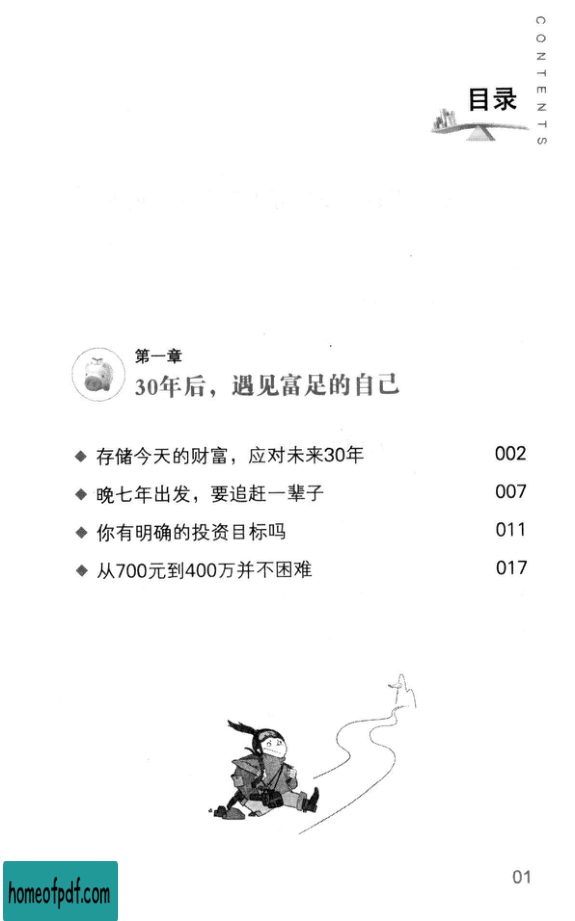 CONTENTS
目录
第一章
30年后，遇见富足的自己
◆ 存储今天的财富，应对未来30年 002
◆ 晚七年出发，要追赶一辈子 007
◆ 你有明确的投资目标吗 011
◆ 从700元到400万并不困难 017
01
homeofpdf.com